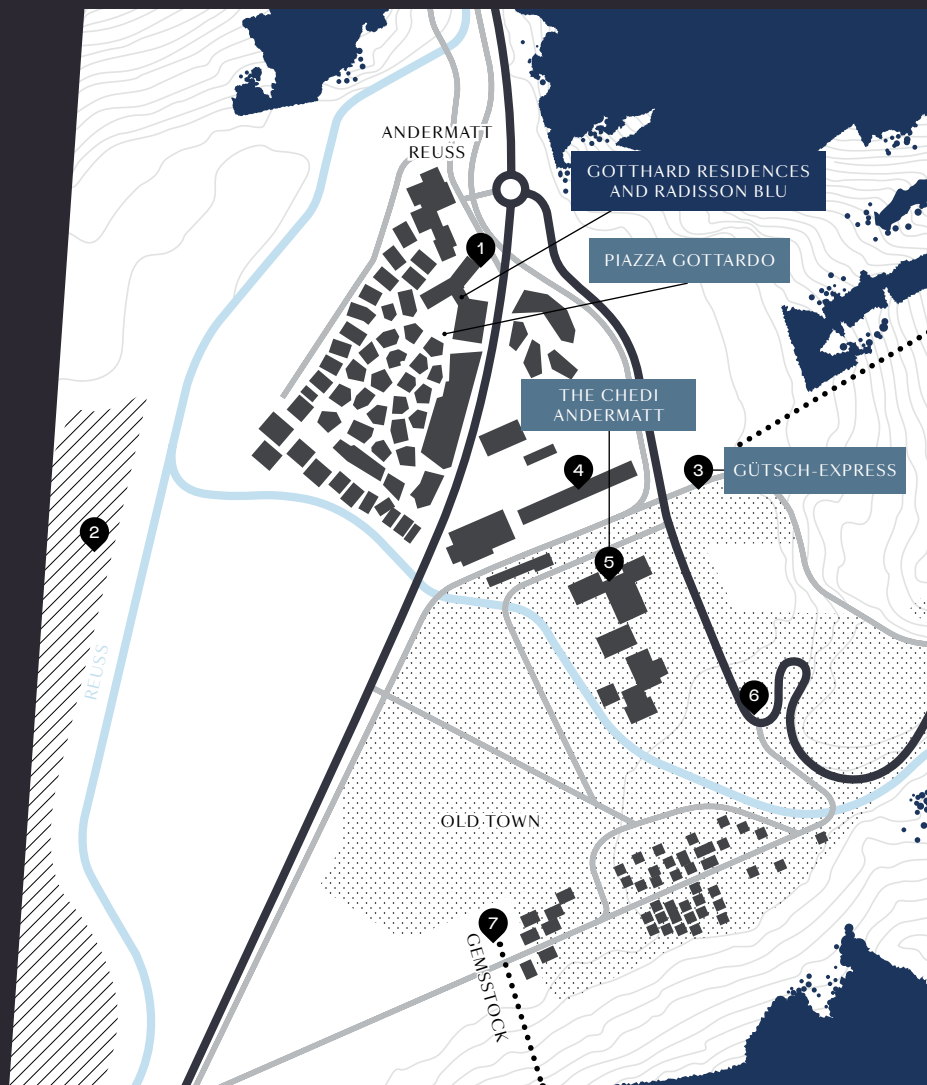 ANDERMATT
REUSS
GOTTHARD RESIDENCES
AND RADISSON BLU
1
PIAZZA GOTTARDO
THE CHEDI
ANDERMATT
4
3
GÜTSCH-EXPRESS
2
5
REUSS
6
OLD TOWN
7
GEMSSTOCK